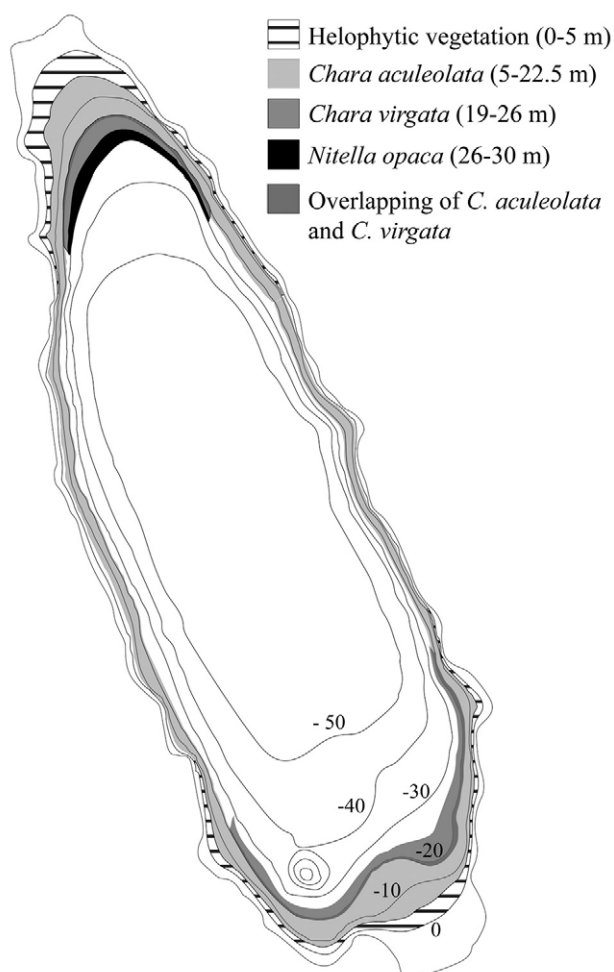 Helophytic vegetation (0-5 m)
Chara aculeolata (5-22.5 m)
Chara virgata (19-26 m)
Nitella opaca (26-30 m)
Overlapping of C. aculeolata
and C. virgata
- 50
-40
-30
-20
-10
0